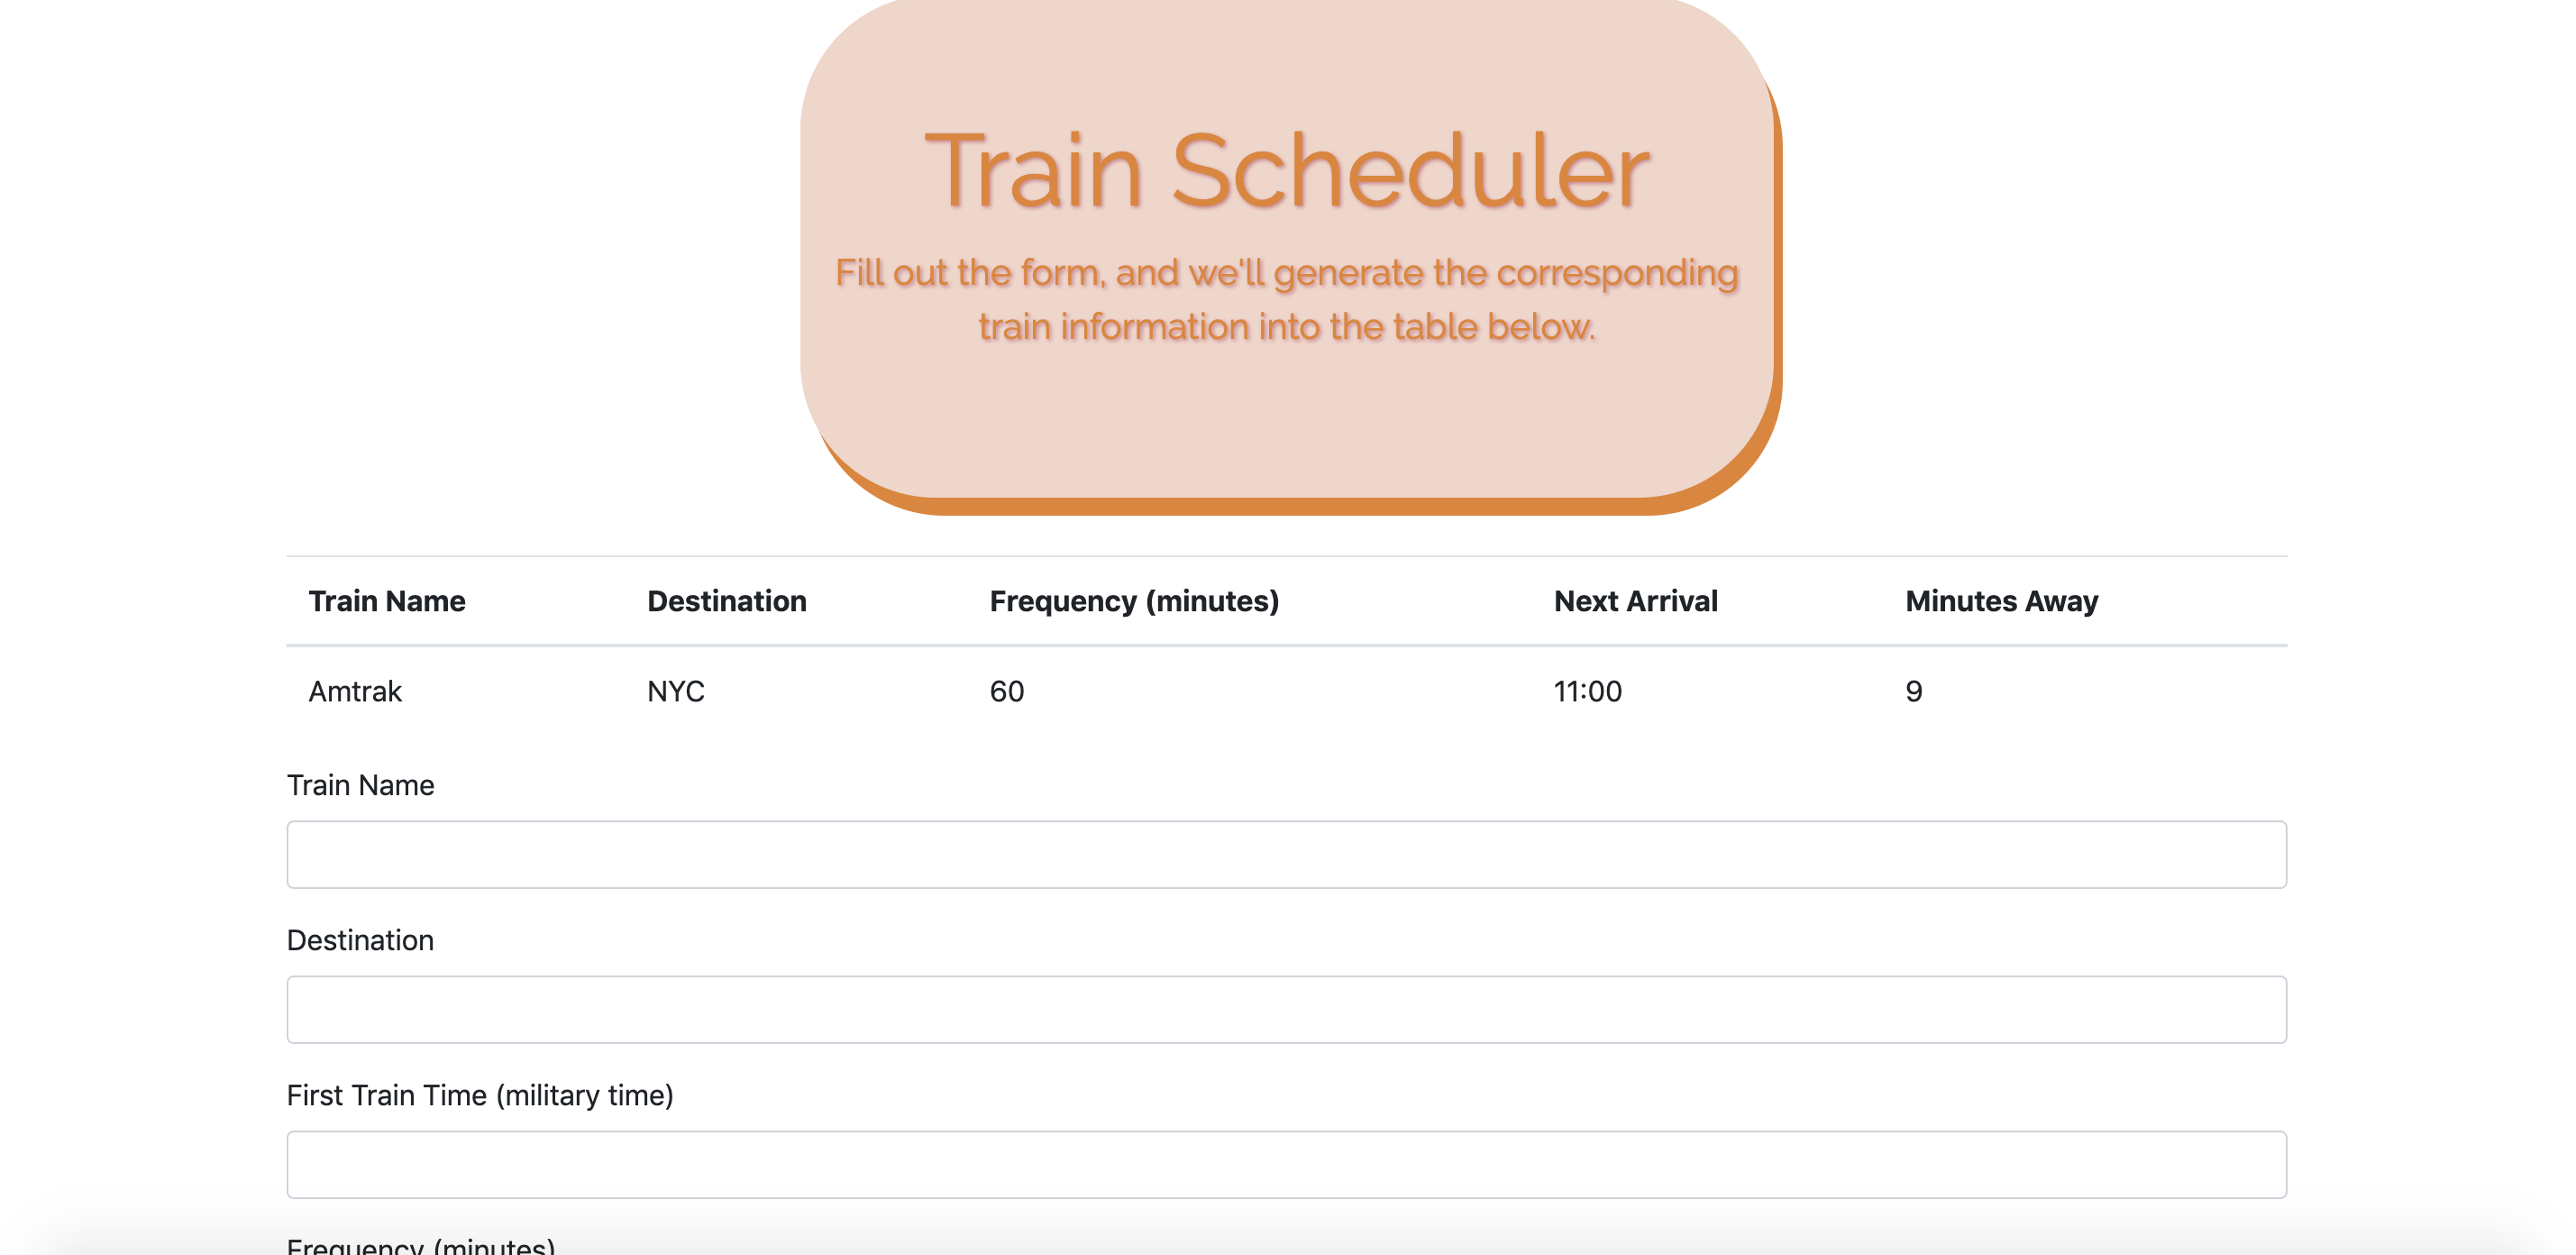 Train Scheduler
Fill out the form, and we'll generate the corresponding
train information into the table below.
Train Name Destination Frequency (minutes) Next Arrival Minutes Away
Amtrak NYC 60 11:00 9
Train Name
Destination
First Train Time (military time)
Frequency (minutes)